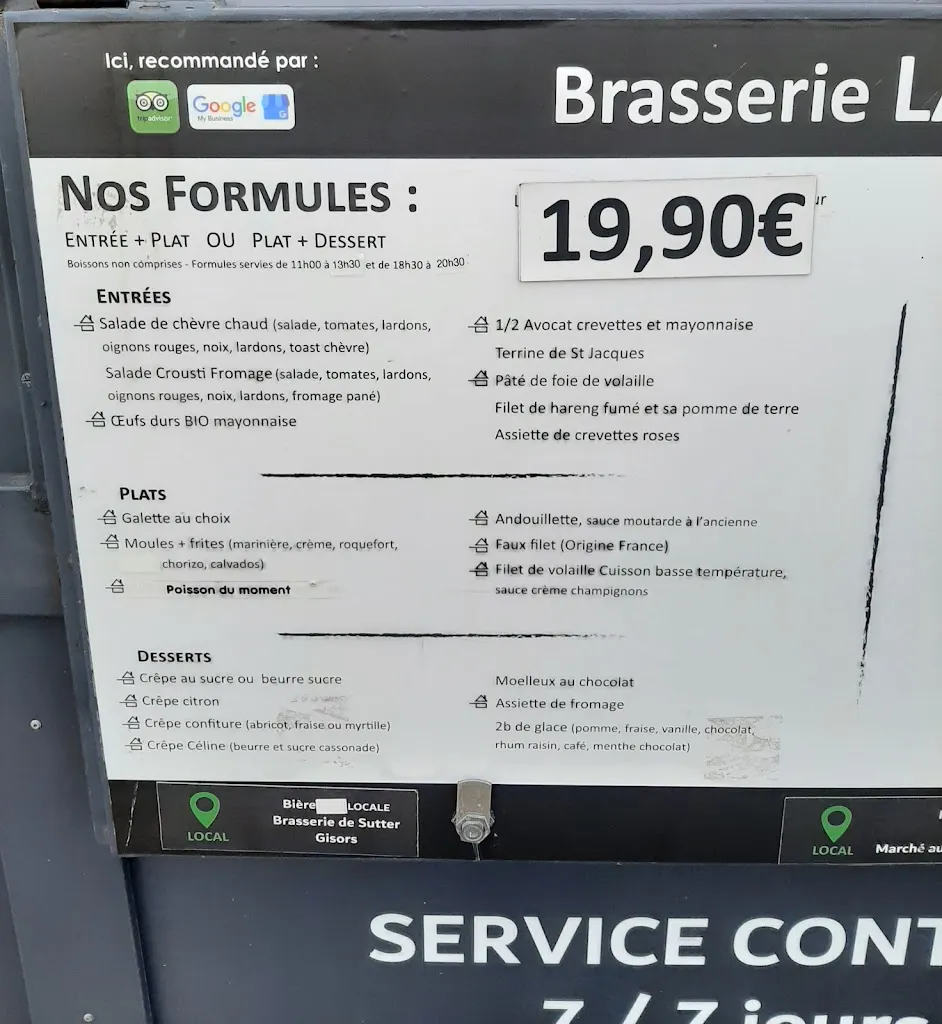 Ici, recommandé par :
tripadvisor
Google
My Business
Brasserie
NOS FORMULES :
19,90€
ENTRÉE + PLAT OU PLAT + DESSERT
Boissons non comprises - Formules servies de 11h00 à 13h30 et de 18h30 à 20h30
ENTRÉES
Salade de chèvre chaud (salade, tomates, lardons,
oignons rouges, noix, lardons, toast chèvre)
Salade Crousti Fromage (salade, tomates, lardons,
oignons rouges, noix, lardons, fromage pané)
Œufs durs BIO mayonnaise
1/2 Avocat crevettes et mayonnaise
Terrine de St Jacques
Pâté de foie de volaille
Filet de hareng fumé et sa pomme de terre
Assiette de crevettes roses
PLATS
Galette au choix
Moules + frites (marinière, crème, roquefort,
chorizo, calvados)
Poisson du moment
Andouillette, sauce moutarde à l'ancienne
Faux filet (Origine France)
Filet de volaille Cuisson basse température,
sauce crème champignons
DESSERTS
Crêpe au sucre ou beurre sucre
Crêpe citron
Crêpe confiture (abricot, fraise ou myrtille)
Crêpe Céline (beurre et sucre cassonade)
Moelleux au chocolat
Assiette de fromage
2b de glace (pomme, fraise, vanille, chocolat,
rhum raisin, café, menthe chocolat)
LOCAL
Bière LOCALE
Brasserie de Sutter
Gisors
LOCAL
Marché au
SERVICE CONT
7 / 7 jours